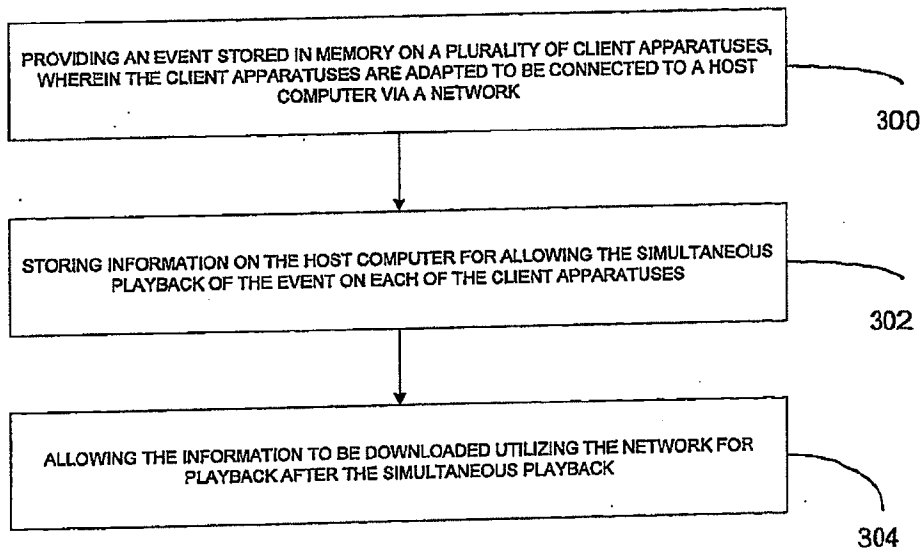 PROVIDING AN EVENT STORED IN MEMORY ON A PLURALITY OF CLIENT APPARATUSES,
WHEREIN THE CLIENT APPARATUSES ARE ADAPTED TO BE CONNECTED TO A HOST
COMPUTER VIA A NETWORK
300
STORING INFORMATION ON THE HOST COMPUTER FOR ALLOWING THE SIMULTANEOUS
PLAYBACK OF THE EVENT ON EACH OF THE CLIENT APPARATUSES
302
ALLOWING THE INFORMATION TO BE DOWNLOADED UTILIZING THE NETWORK FOR
PLAYBACK AFTER THE SIMULTANEOUS PLAYBACK
304